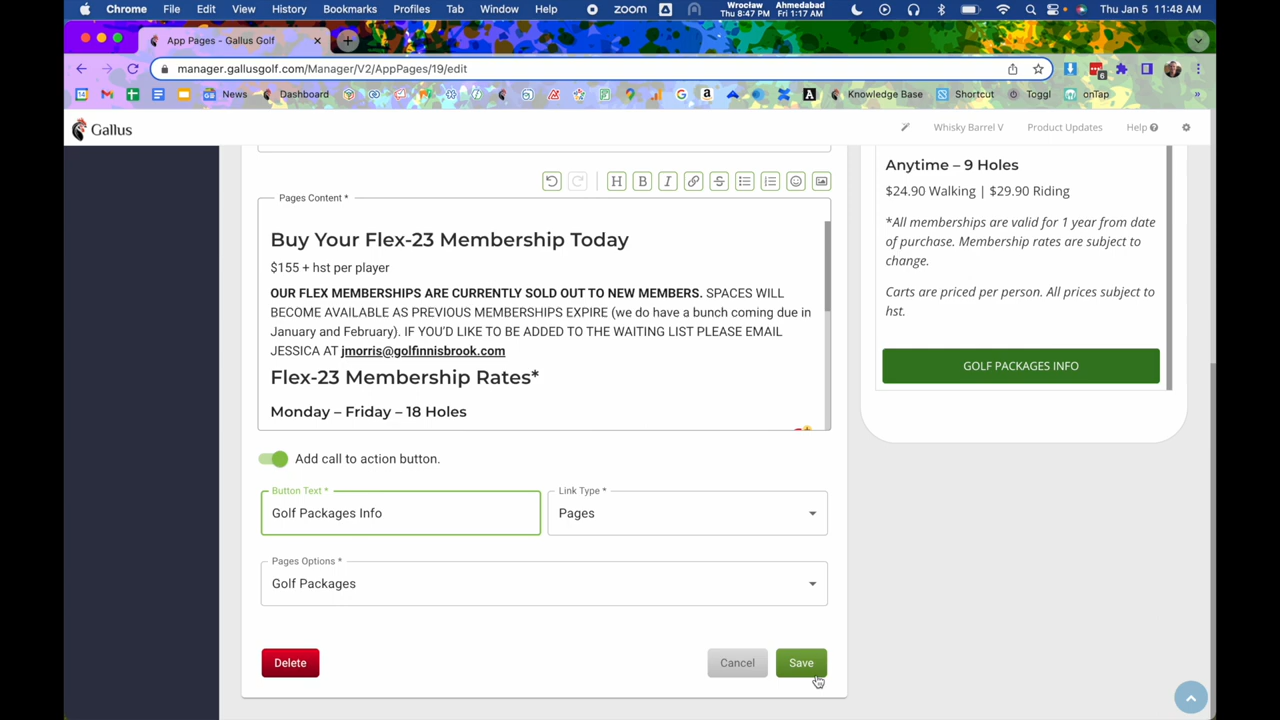 Chrome File Edit View History Bookmarks Profiles Tab Window Help
zoom
Wrocław Thu 8:47 PM
Ahmedabad Fri 1:17 AM
Thu Jan 5 11:48 AM
App Pages - Gallus Golf
manager.gallusgolf.com/Manager/V2/AppPages/19/edit
6
News Dashboard Knowledge Base Shortcut Toggl onTap
Gallus
Whisky Barrel V Product Updates Help
Pages Content *
Buy Your Flex-23 Membership Today
$155 + hst per player
OUR FLEX MEMBERSHIPS ARE CURRENTLY SOLD OUT TO NEW MEMBERS. SPACES WILL
BECOME AVAILABLE AS PREVIOUS MEMBERSHIPS EXPIRE (we do have a bunch coming due in
January and February). IF YOU'D LIKE TO BE ADDED TO THE WAITING LIST PLEASE EMAIL
JESSICA AT jmorris@golfinnisbrook.com
Flex-23 Membership Rates*
Monday – Friday – 18 Holes
Add call to action button.
Button Text *
Golf Packages Info
Link Type *
Pages
Pages Options *
Golf Packages
Delete
Cancel
Save
Anytime – 9 Holes
$24.90 Walking | $29.90 Riding
*All memberships are valid for 1 year from date
of purchase. Membership rates are subject to
change.
Carts are priced per person. All prices subject to
hst.
GOLF PACKAGES INFO